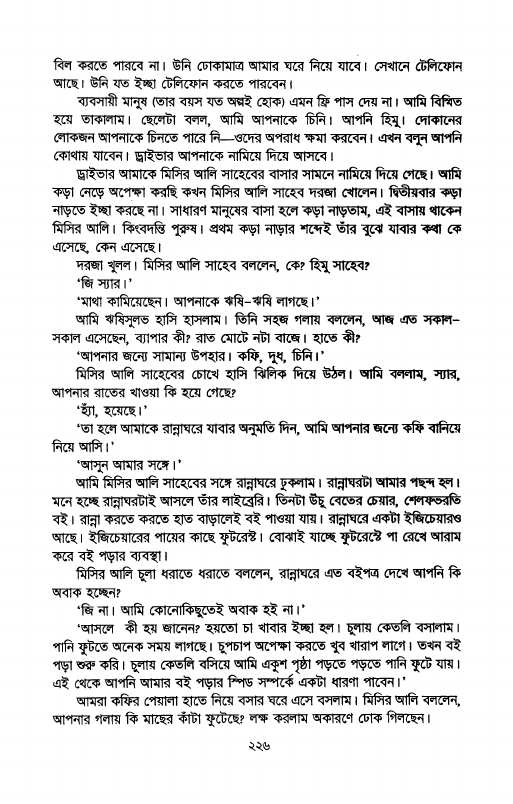 বিল করতে পারবে না। উনি ঢোকামাত্র আমার ঘরে নিয়ে যাবে। সেখানে টেলিফোন
আছে। উনি যত ইচ্ছা টেলিফোন করতে পারবেন।
ব্যবসায়ী মানুষ (তার বয়স যত অল্পই হোক) এমন ফ্রি পাস দেয় না। আমি বিস্মিত
হয়ে তাকালাম। ছেলেটা বলল, আমি আপনাকে চিনি। আপনি হিমু। দোকানের
লোকজন আপনাকে চিনতে পারে নি—ওদের অপরাধ ক্ষমা করবেন। এখন বলুন আপনি
কোথায় যাবেন। ড্রাইভার আপনাকে নামিয়ে দিয়ে আসবে।
ড্রাইভার আমাকে মিসির আলি সাহেবের বাসার সামনে নামিয়ে দিয়ে গেছে। আমি
কড়া নেড়ে অপেক্ষা করছি কখন মিসির আলি সাহেব দরজা খোলেন। দ্বিতীয়বার কড়া
নাড়তে ইচ্ছা করছে না। সাধারণ মানুষের বাসা হলে কড়া নাড়তাম, এই বাসায় থাকেন
মিসির আলি। কিংবদন্তি পুরুষ। প্রথম কড়া নাড়ার শব্দেই তাঁর বুঝে যাবার কথা কে
এসেছে, কেন এসেছে।
দরজা খুলল। মিসির আলি সাহেব বললেন, কে? হিমু সাহেব?
‘জি স্যার।’
‘মাথা কামিয়েছেন। আপনাকে ঋষি-ঋষি লাগছে।’
আমি ঋষিসুলভ হাসি হাসলাম। তিনি সহজ গলায় বললেন, আজ এত সকাল-
সকাল এসেছেন, ব্যাপার কী? রাত মোটে নটা বাজে। হাতে কী?
‘আপনার জন্যে সামান্য উপহার। কফি, দুধ, চিনি।’
মিসির আলি সাহেবের চোখে হাসি ঝিলিক দিয়ে উঠল। আমি বললাম, স্যার,
আপনার রাতের খাওয়া কি হয়ে গেছে?
‘হ্যাঁ, হয়েছে।’
‘তা হলে আমাকে রান্নাঘরে যাবার অনুমতি দিন, আমি আপনার জন্যে কফি বানিয়ে
নিয়ে আসি।’
‘আসুন আমার সঙ্গে।’
আমি মিসির আলি সাহেবের সঙ্গে রান্নাঘরে ঢুকলাম। রান্নাঘরটা আমার পছন্দ হল।
মনে হচ্ছে রান্নাঘরটাই আসলে তাঁর লাইব্রেরি। তিনটা উঁচু বেতের চেয়ার, শেলফভরতি
বই। রান্না করতে করতে হাত বাড়ালেই বই পাওয়া যায়। রান্নাঘরে একটা ইজিচেয়ারও
আছে। ইজিচেয়ারের পায়ের কাছে ফুটরেস্ট। বোঝাই যাচ্ছে ফুটরেস্টে পা রেখে আরাম
করে বই পড়ার ব্যবস্থা।
মিসির আলি চুলা ধরাতে ধরাতে বললেন, রান্নাঘরে এত বইপত্র দেখে আপনি কি
অবাক হচ্ছেন?
‘জি না। আমি কোনোকিছুতেই অবাক হই না।’
‘আসলে কী হয় জানেন? হয়তো চা খাবার ইচ্ছা হল। চুলায় কেতলি বসালাম।
পানি ফুটতে অনেক সময় লাগছে। চুপচাপ অপেক্ষা করতে খুব খারাপ লাগে। তখন বই
পড়া শুরু করি। চুলায় কেতলি বসিয়ে আমি একুশ পৃষ্ঠা পড়তে পড়তে পানি ফুটে যায়।
এই থেকে আপনি আমার বই পড়ার স্পিড সম্পর্কে একটা ধারণা পাবেন।’
আমরা কফির পেয়ালা হাতে নিয়ে বসার ঘরে এসে বসলাম। মিসির আলি বললেন,
আপনার গলায় কি মাছের কাঁটা ফুটেছে? লক্ষ করলাম অকারণে ঢোক গিলছেন।
২২৬